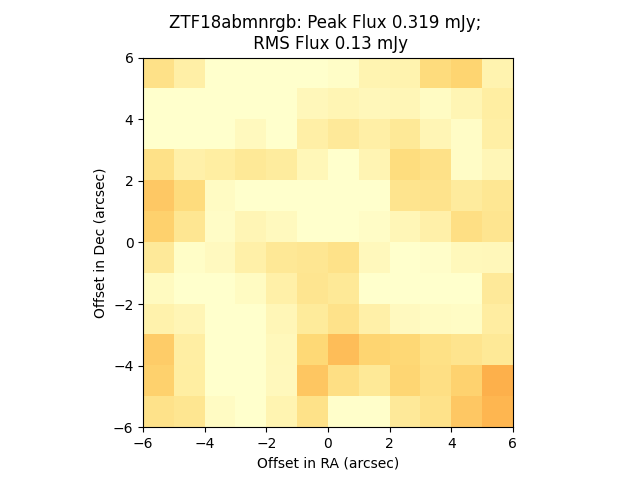 ZTF18abmnrgb: Peak Flux 0.319 mJy;
RMS Flux 0.13 mJy
6
4
2
0
−2
−4
−6
Offset in Dec (arcsec)
−6 −4 −2 0 2 4 6
Offset in RA (arcsec)